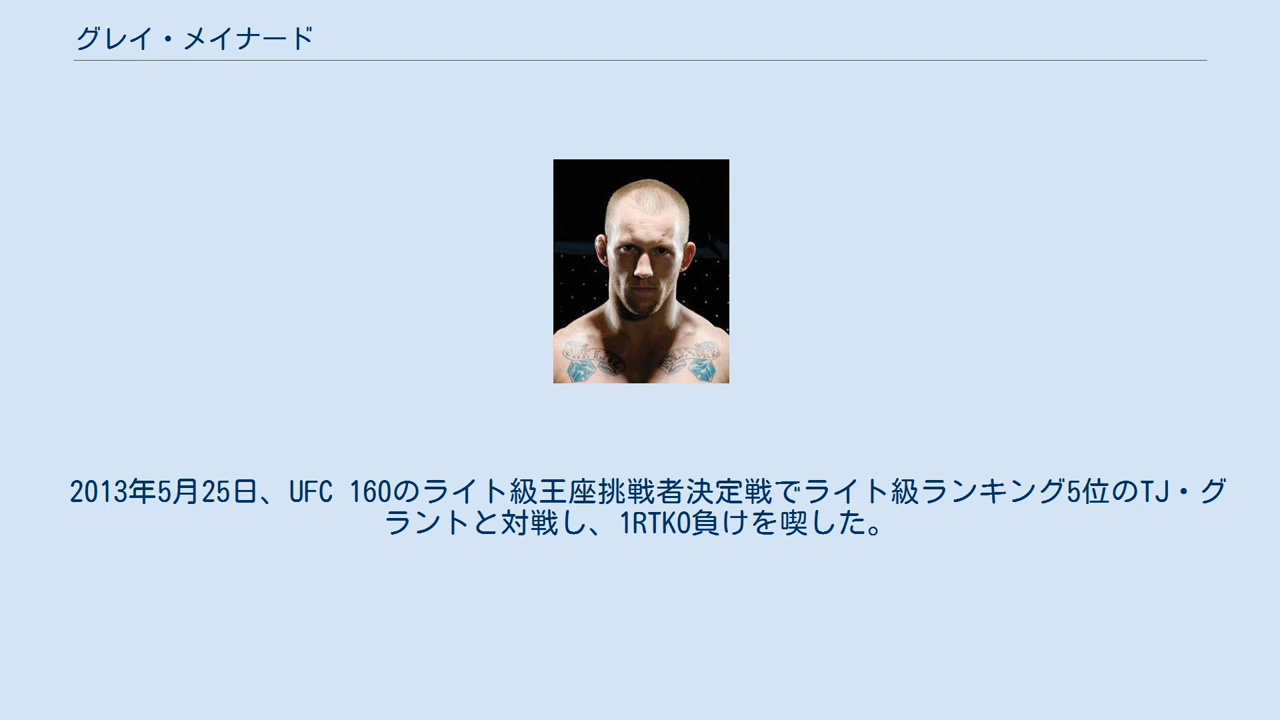 グレイ・メイナード
2013年5月25日、UFC 160のライト級王座挑戦者決定戦でライト級ランキング5位のTJ・グ
ラントと対戦し、1RTKO負けを喫した。